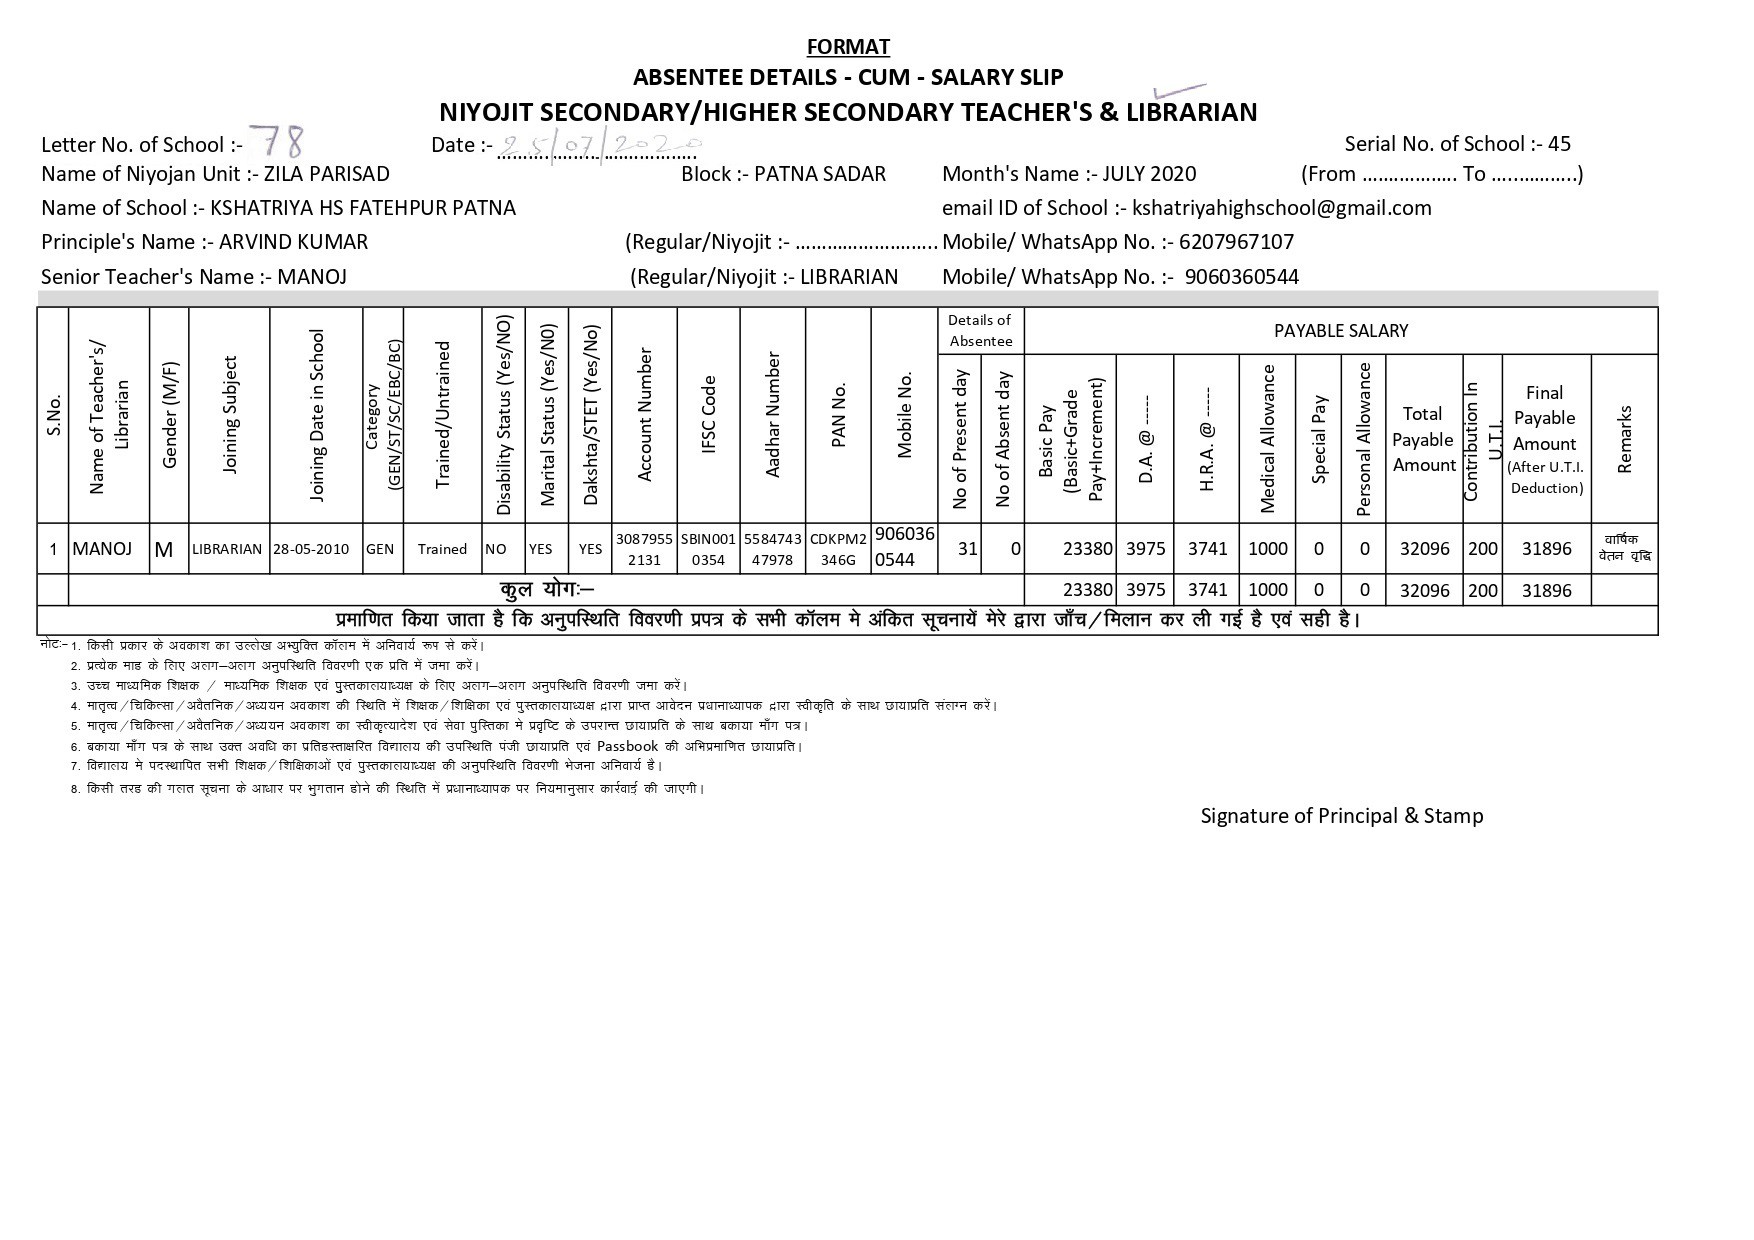 FORMAT
ABSENTEE DETAILS - CUM - SALARY SLIP
NIYOJIT SECONDARY/HIGHER SECONDARY TEACHER'S & LIBRARIAN
Letter No. of School :- 78 Date :- 25/07/2020 Serial No. of School :- 45
Name of Niyojan Unit :- ZILA PARISAD Block :- PATNA SADAR Month's Name :- JULY 2020 (From ................. To ................)
Name of School :- KSHATRIYA HS FATEHPUR PATNA email ID of School :- kshatriyahighschool@gmail.com
Principle's Name :- ARVIND KUMAR (Regular/Niyojit :- .......................... Mobile/ WhatsApp No. :- 6207967107
Senior Teacher's Name :- MANOJ (Regular/Niyojit :- LIBRARIAN Mobile/ WhatsApp No. :- 9060360544
S.No.
Name of Teacher's/
Librarian
Gender (M/F)
Joining Subject
Joining Date in School
Category
(GEN/ST/SC/EBC/BC)
Trained/Untrained
Disability Status (Yes/NO)
Marital Status (Yes/N0)
Dakshta/STET (Yes/No)
Account Number
IFSC Code
Aadhar Number
PAN No.
Mobile No.
Details of
Absentee
No of Present day
No of Absent day
PAYABLE SALARY
Basic Pay
(Basic+Grade
Pay+Increment)
D.A. @ -----
H.R.A. @ -----
Medical Allowance
Special Pay
Personal Allowance
Total
Payable
Amount
Contribution In
U.T.I.
Final
Payable
Amount
(After U.T.I.
Deduction)
Remarks
1 MANOJ M LIBRARIAN 28-05-2010 GEN Trained NO YES YES 3087955 SBIN001 5584743 CDKPM2 906036 31 0 23380 3975 3741 1000 0 0 32096 200 31896 वार्षिक
2131 0354 47978 346G 0544 वेतन वृद्धि
कुल योगः– 23380 3975 3741 1000 0 0 32096 200 31896
प्रमाणित किया जाता है कि अनुपस्थिति विवरणी प्रपत्र के सभी कॉलम मे अंकित सूचनायें मेरे द्वारा जाँच/मिलान कर ली गई है एवं सही है।
नोटः– 1. किसी प्रकार के अवकाश का उल्लेख अभ्युक्ति कॉलम में अनिवार्य रूप से करें।
2. प्रत्येक माह के लिए अलग–अलग अनुपस्थिति विवरणी एक प्रति में जमा करें।
3. उच्च माध्यमिक शिक्षक / माध्यमिक शिक्षक एवं पुस्तकालयाध्यक्ष के लिए अलग–अलग अनुपस्थिति विवरणी जमा करें।
4. मातृत्व/चिकित्सा/अवैतनिक/अध्ययन अवकाश की स्थिति में शिक्षक/शिक्षिका एवं पुस्तकालयाध्यक्ष द्वारा प्राप्त आवेदन प्रधानाध्यापक द्वारा स्वीकृति के साथ छायाप्रति संलग्न करें।
5. मातृत्व/चिकित्सा/अवैतनिक/अध्ययन अवकाश का स्वीकृत्यादेश एवं सेवा पुस्तिका मे प्रवृष्टि के उपरान्त छायाप्रति के साथ बकाया माँग पत्र।
6. बकाया माँग पत्र के साथ उक्त अवधि का प्रतिहस्ताक्षरित विद्यालय की उपस्थिति पंजी छायाप्रति एवं Passbook की अभिप्रमाणित छायाप्रति।
7. विद्यालय मे पदस्थापित सभी शिक्षक/शिक्षिकाओं एवं पुस्तकालयाध्यक्ष की अनुपस्थिति विवरणी भेजना अनिवार्य है।
8. किसी तरह की गलत सूचना के आधार पर भुगतान होने की स्थिति में प्रधानाध्यापक पर नियमानुसार कार्रवाई की जाएगी।
Signature of Principal & Stamp